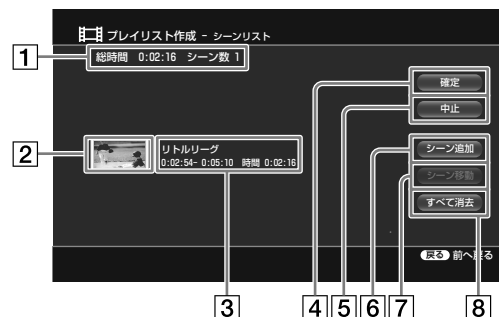 プレイリスト作成 - シーンリスト
1
総時間 0:02:16 シーン数 1
確定
中止
2
リトルリーグ
0:02:54- 0:05:10 時間 0:02:16
シーン追加
シーン移動
すべて消去
戻る 前へ戻る
3 4 5 6 7 8